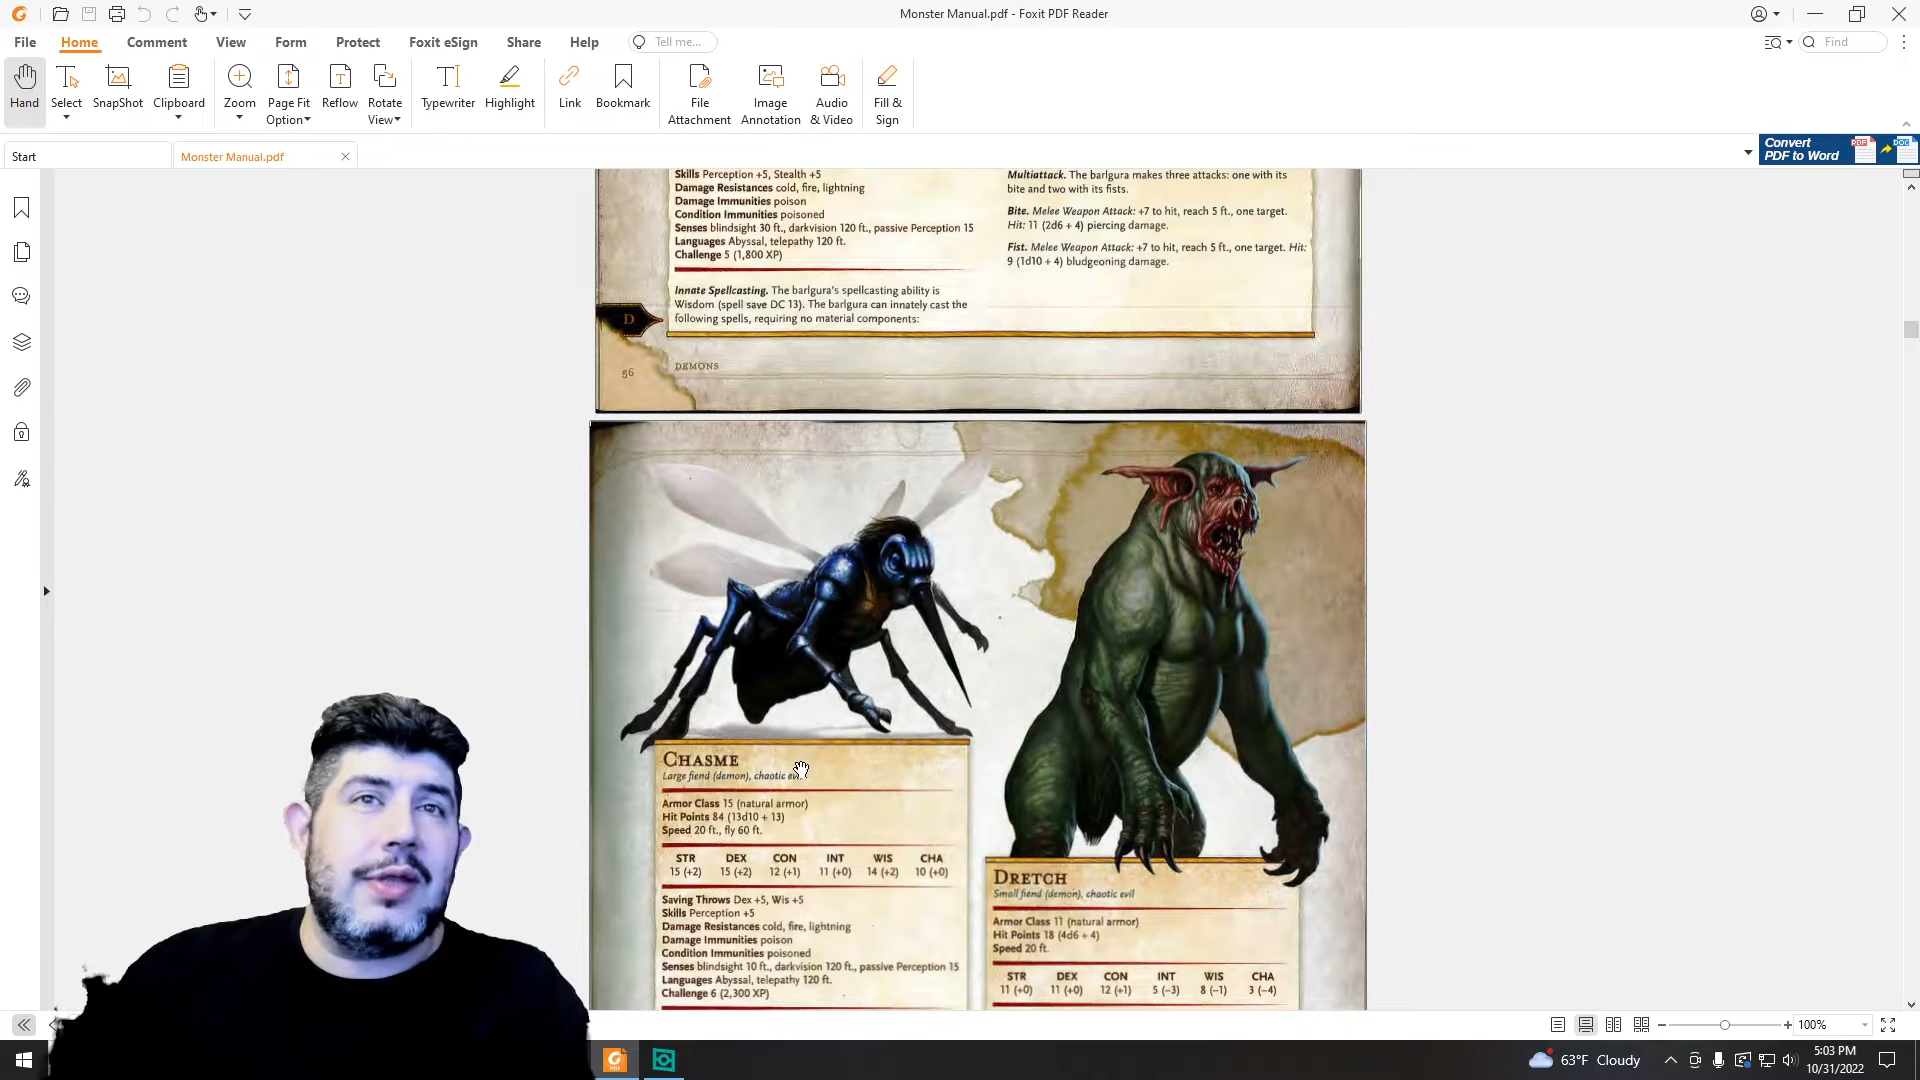 Monster Manual.pdf - Foxit PDF Reader
File Home Comment View Form Protect Foxit eSign Share Help Tell me... Find
Hand Select SnapShot Clipboard Zoom Page Fit Option Reflow Rotate View Typewriter Highlight Link Bookmark File Attachment Image Annotation Audio & Video Fill & Sign
Start Monster Manual.pdf
Convert
PDF to Word
PDF DOC
Skills Perception +5, Stealth +5
Damage Resistances cold, fire, lightning
Damage Immunities poison
Condition Immunities poisoned
Senses blindsight 30 ft., darkvision 120 ft., passive Perception 15
Languages Abyssal, telepathy 120 ft.
Challenge 5 (1,800 XP)
Innate Spellcasting. The barlgura's spellcasting ability is
Wisdom (spell save DC 13). The barlgura can innately cast the
following spells, requiring no material components:
Multiattack. The barlgura makes three attacks: one with its
bite and two with its fists.
Bite. Melee Weapon Attack: +7 to hit, reach 5 ft., one target.
Hit: 11 (2d6 + 4) piercing damage.
Fist. Melee Weapon Attack: +7 to hit, reach 5 ft., one target. Hit:
9 (1d10 + 4) bludgeoning damage.
D
56 DEMONS
Chasme
Large fiend (demon), chaotic
Armor Class 15 (natural armor)
Hit Points 84 (13d10 + 13)
Speed 20 ft., fly 60 ft.
STR DEX CON INT WIS CHA
15 (+2) 15 (+2) 12 (+1) 11 (+0) 14 (+2) 10 (+0)
Saving Throws Dex +5, Wis +5
Skills Perception +5
Damage Resistances cold, fire, lightning
Damage Immunities poison
Condition Immunities poisoned
Senses blindsight 10 ft., darkvision 120 ft., passive Perception 15
Languages Abyssal, telepathy 120 ft.
Challenge 6 (2,300 XP)
Dretch
Small fiend (demon), chaotic evil
Armor Class 11 (natural armor)
Hit Points 18 (4d6 + 4)
Speed 20 ft.
STR DEX CON INT WIS CHA
11 (+0) 11 (+0) 12 (+1) 5 (−3) 8 (−1) 3 (−4)
100%
63°F Cloudy
5:03 PM
10/31/2022